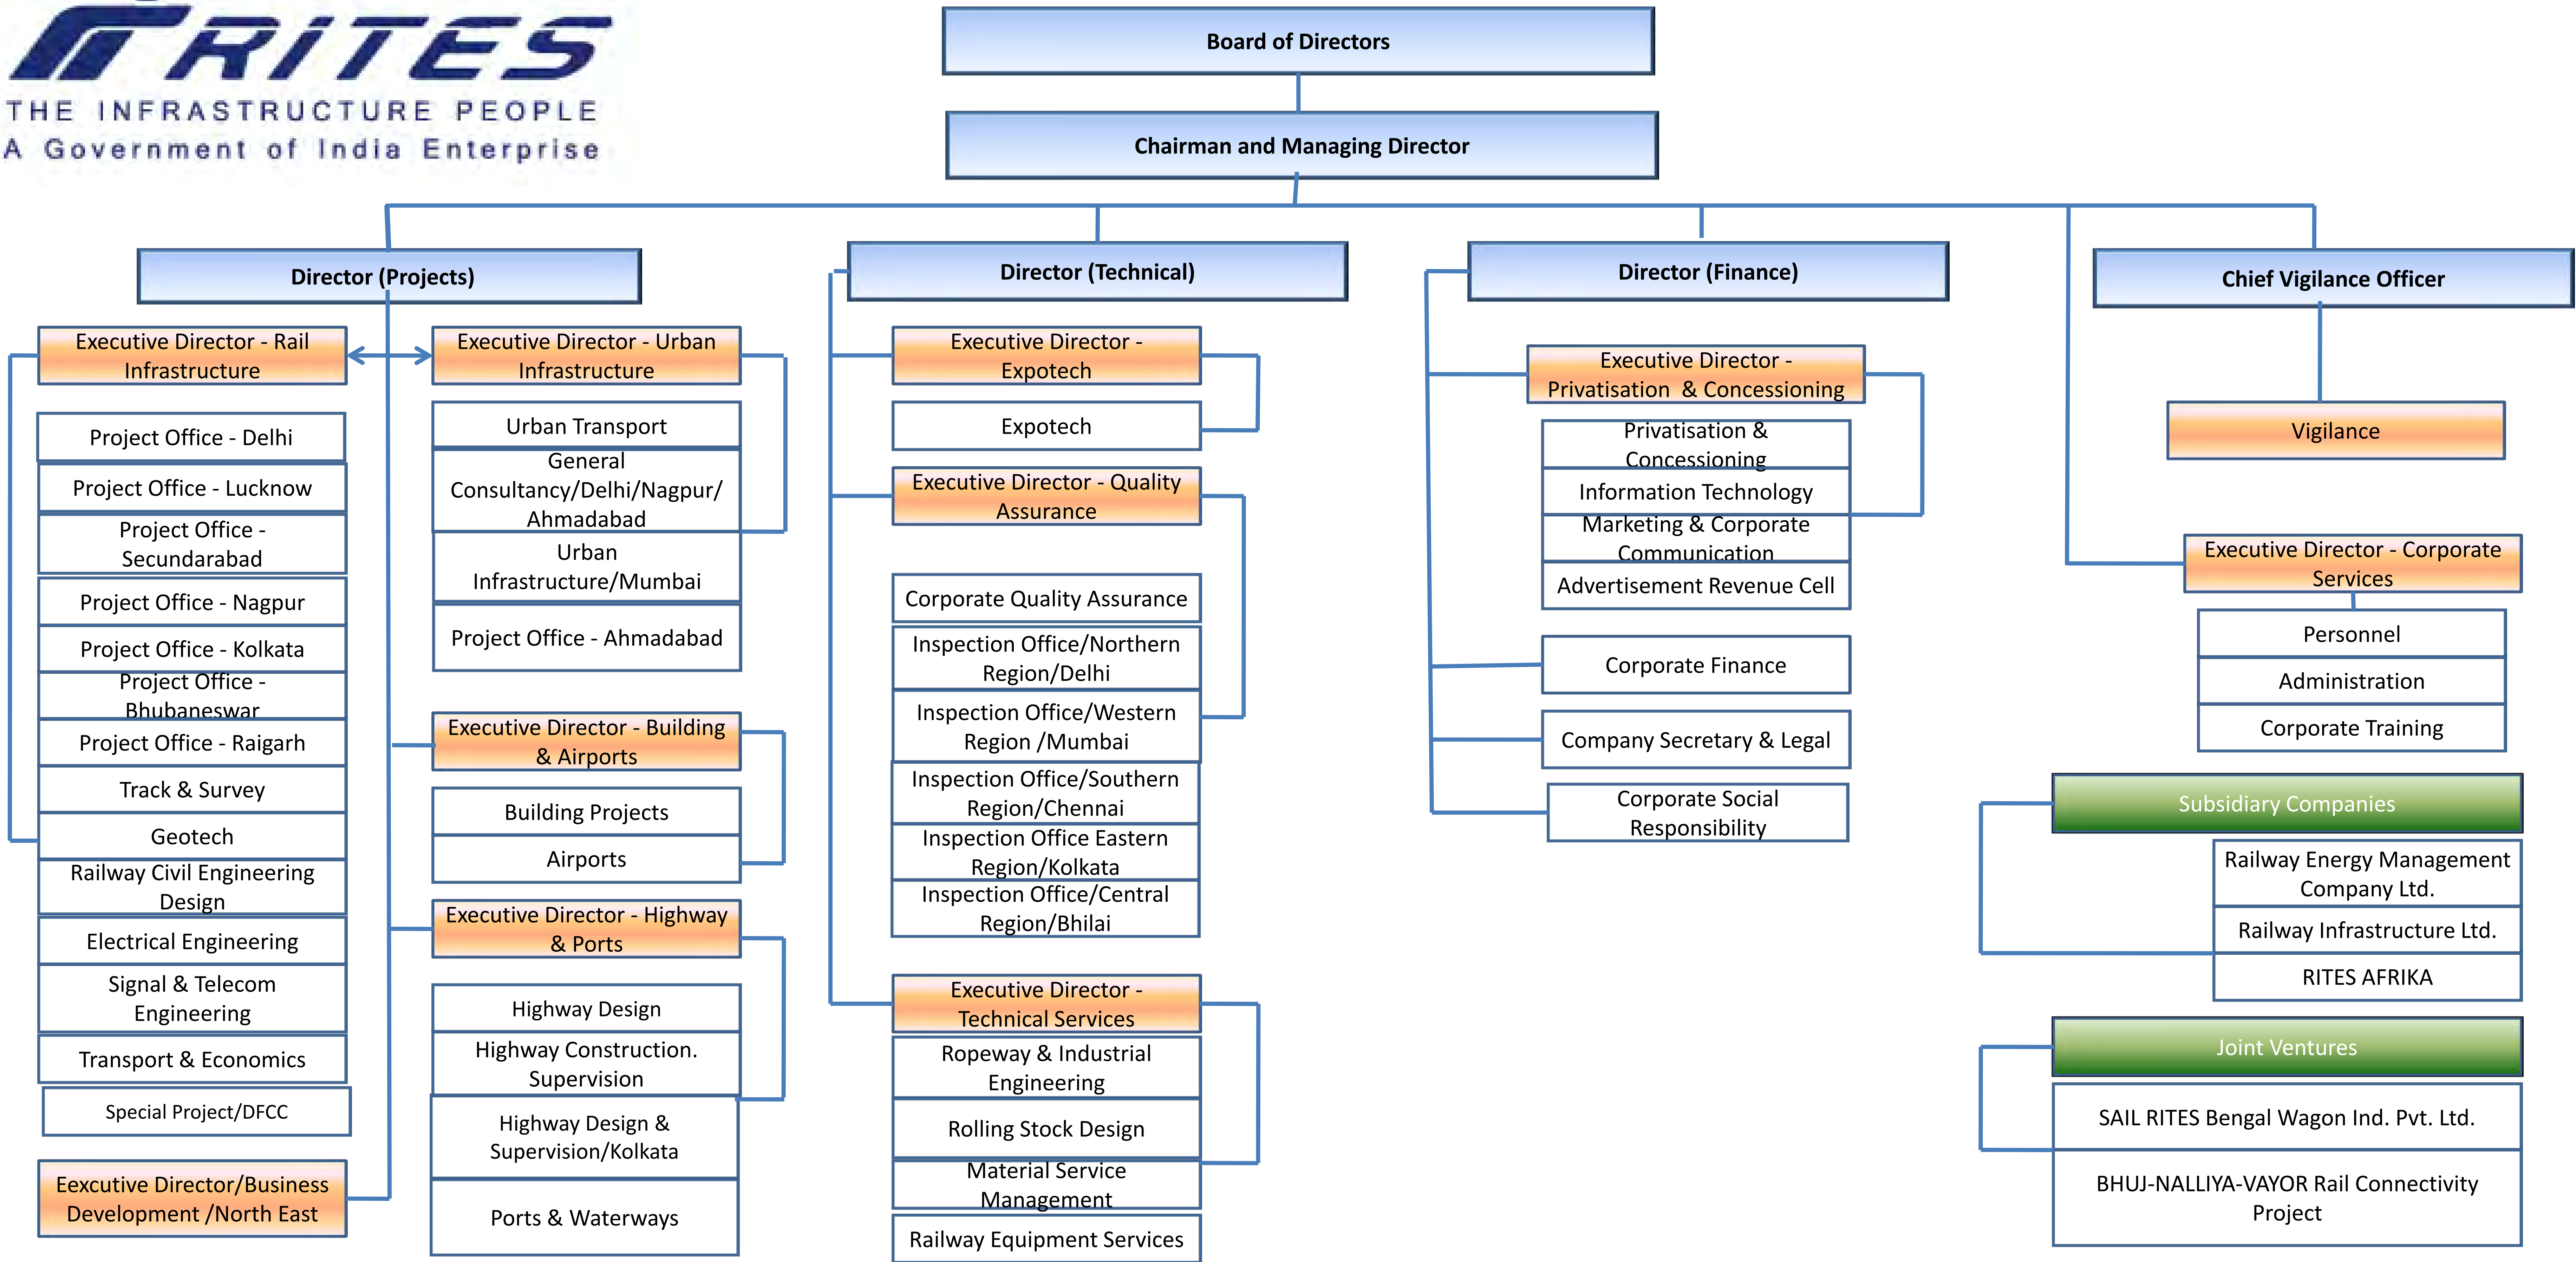 RITES
THE INFRASTRUCTURE PEOPLE
A Government of India Enterprise
Board of Directors
Chairman and Managing Director
Director (Projects)
Executive Director - Rail
Infrastructure
Project Office - Delhi
Project Office - Lucknow
Project Office -
Secundarabad
Project Office - Nagpur
Project Office - Kolkata
Project Office -
Bhubaneswar
Project Office - Raigarh
Track & Survey
Geotech
Railway Civil Engineering
Design
Electrical Engineering
Signal & Telecom
Engineering
Transport & Economics
Special Project/DFCC
Eexcutive Director/Business
Development /North East
Executive Director - Urban
Infrastructure
Urban Transport
General
Consultancy/Delhi/Nagpur/
Ahmadabad
Urban
Infrastructure/Mumbai
Project Office - Ahmadabad
Executive Director - Building
& Airports
Building Projects
Airports
Executive Director - Highway
& Ports
Highway Design
Highway Construction.
Supervision
Highway Design &
Supervision/Kolkata
Ports & Waterways
Director (Technical)
Executive Director -
Expotech
Expotech
Executive Director - Quality
Assurance
Corporate Quality Assurance
Inspection Office/Northern
Region/Delhi
Inspection Office/Western
Region /Mumbai
Inspection Office/Southern
Region/Chennai
Inspection Office Eastern
Region/Kolkata
Inspection Office/Central
Region/Bhilai
Executive Director -
Technical Services
Ropeway & Industrial
Engineering
Rolling Stock Design
Material Service
Management
Railway Equipment Services
Director (Finance)
Executive Director -
Privatisation & Concessioning
Privatisation &
Concessioning
Information Technology
Marketing & Corporate
Communication
Advertisement Revenue Cell
Corporate Finance
Company Secretary & Legal
Corporate Social
Responsibility
Chief Vigilance Officer
Vigilance
Executive Director - Corporate
Services
Personnel
Administration
Corporate Training
Subsidiary Companies
Railway Energy Management
Company Ltd.
Railway Infrastructure Ltd.
RITES AFRIKA
Joint Ventures
SAIL RITES Bengal Wagon Ind. Pvt. Ltd.
BHUJ-NALLIYA-VAYOR Rail Connectivity
Project